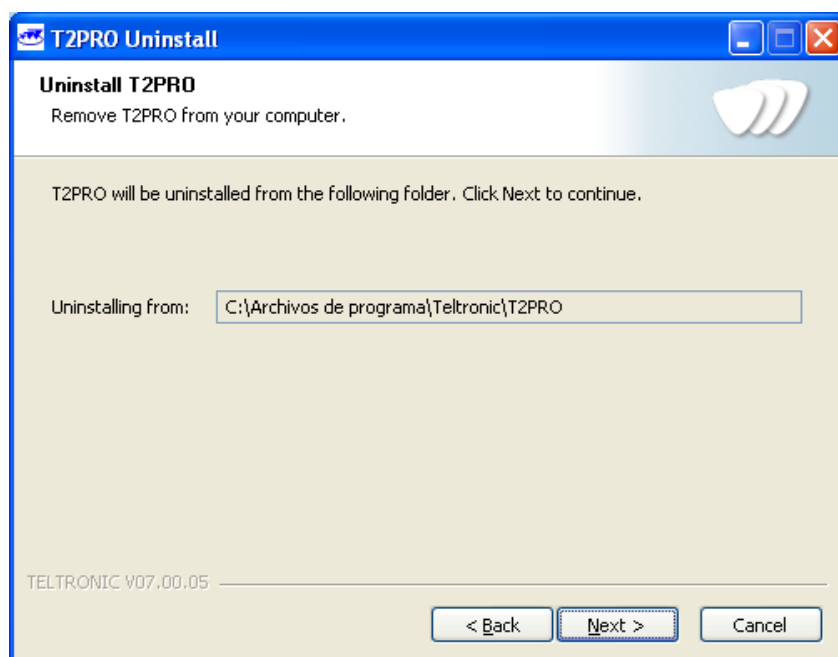 T2PRO Uninstall
Uninstall T2PRO
Remove T2PRO from your computer.
T2PRO will be uninstalled from the following folder. Click Next to continue.
Uninstalling from: C:\Archivos de programa\Teltronic\T2PRO
TELTRONIC V07.00.05
< Back Next > Cancel